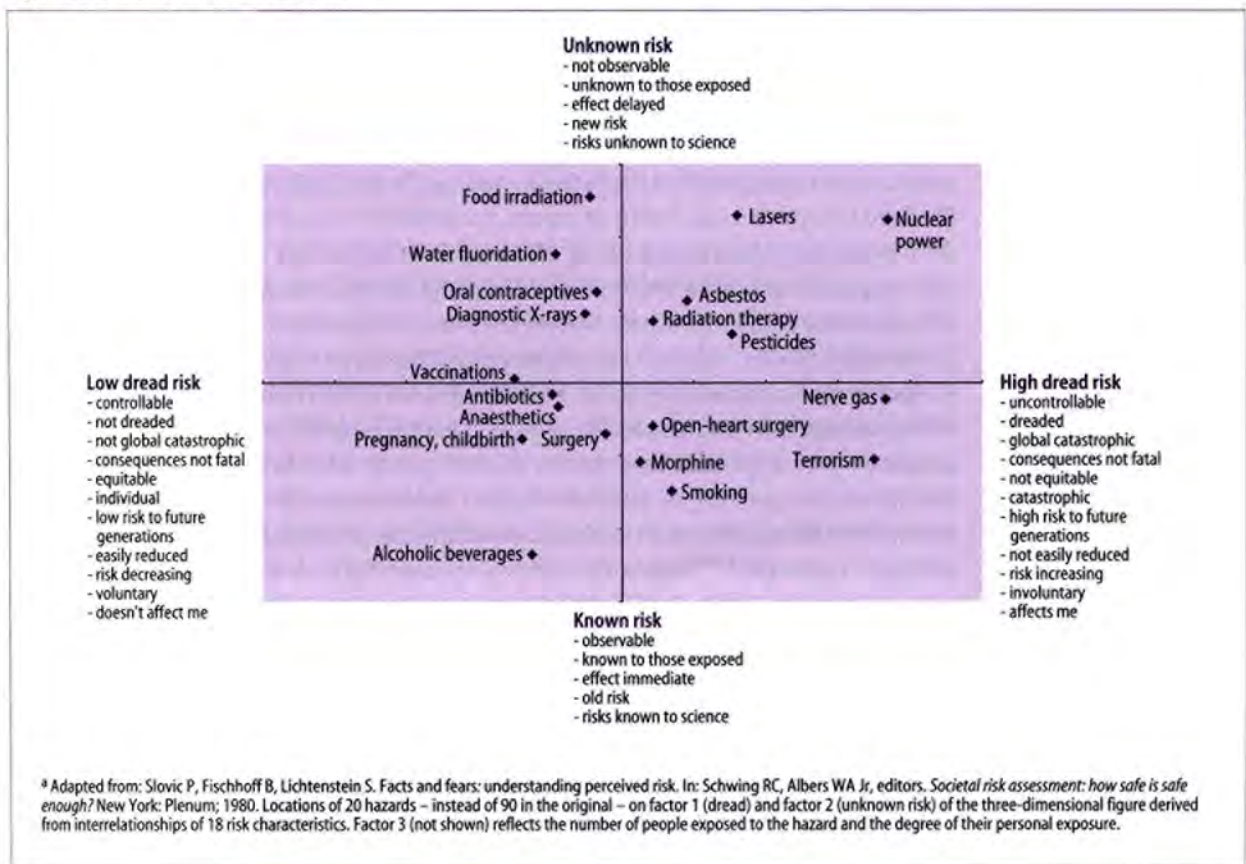 Unknown risk
- not observable
- unknown to those exposed
- effect delayed
- new risk
- risks unknown to science
Food irradiation
Lasers
Nuclear
power
Water fluoridation
Oral contraceptives
Asbestos
Diagnostic X-rays
Radiation therapy
Pesticides
Vaccinations
Low dread risk
- controllable
- not dreaded
- not global catastrophic
- consequences not fatal
- equitable
- individual
- low risk to future
generations
- easily reduced
- risk decreasing
- voluntary
- doesn't affect me
Antibiotics
Anaesthetics
Pregnancy, childbirth
Surgery
Nerve gas
Open-heart surgery
Morphine
Terrorism
Smoking
Alcoholic beverages
High dread risk
- uncontrollable
- dreaded
- global catastrophic
- consequences not fatal
- not equitable
- catastrophic
- high risk to future
generations
- not easily reduced
- risk increasing
- involuntary
- affects me
Known risk
- observable
- known to those exposed
- effect immediate
- old risk
- risks known to science
a Adapted from: Slovic P, Fischhoff B, Lichtenstein S. Facts and fears: understanding perceived risk. In: Schwing RC, Albers WA Jr, editors. Societal risk assessment: how safe is safe
enough? New York: Plenum; 1980. Locations of 20 hazards – instead of 90 in the original – on factor 1 (dread) and factor 2 (unknown risk) of the three-dimensional figure derived
from interrelationships of 18 risk characteristics. Factor 3 (not shown) reflects the number of people exposed to the hazard and the degree of their personal exposure.